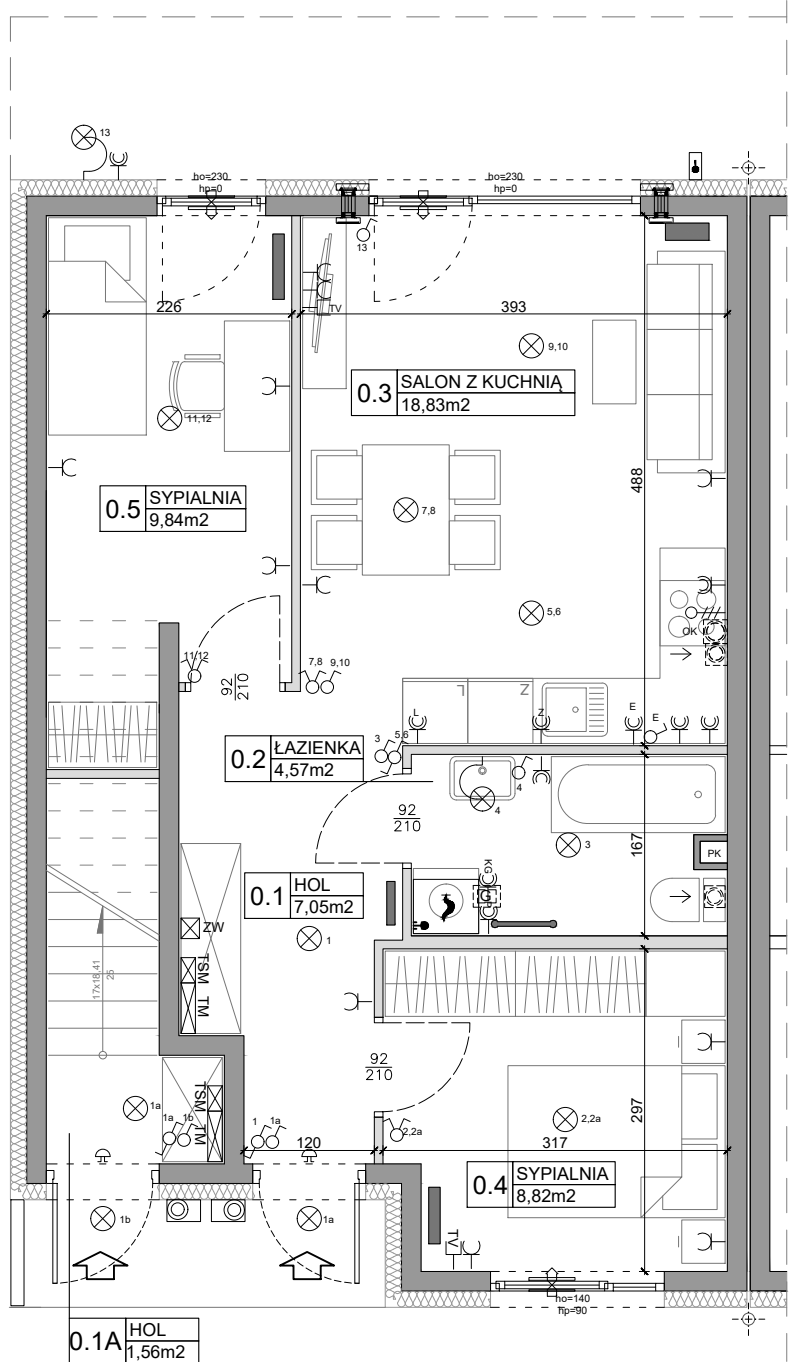 13
ho=230
hp=0
ho=230
hp=0
13
TV
226
393
9,10
0.3 SALON Z KUCHNIĄ
18,83m2
11,12
488
0.5 SYPIALNIA
9,84m2
7,8
5,6
OK
11,12
92
210
7,8
9,10
L
Z
L
Z
E
E
0.2 ŁAZIENKA
4,57m2
3
5,6
4
4
92
210
3
167
PK
KG
G
P
0.1 HOL
7,05m2
ZW
1
TSM
TM
17x18,41
25
92
210
297
1a
1a
1b
TSM
TM
1
1a
120
2,2a
2,2a
317
0.4 SYPIALNIA
8,82m2
1b
1a
TV
ho=140
hp=90
0.1A HOL
1,56m2